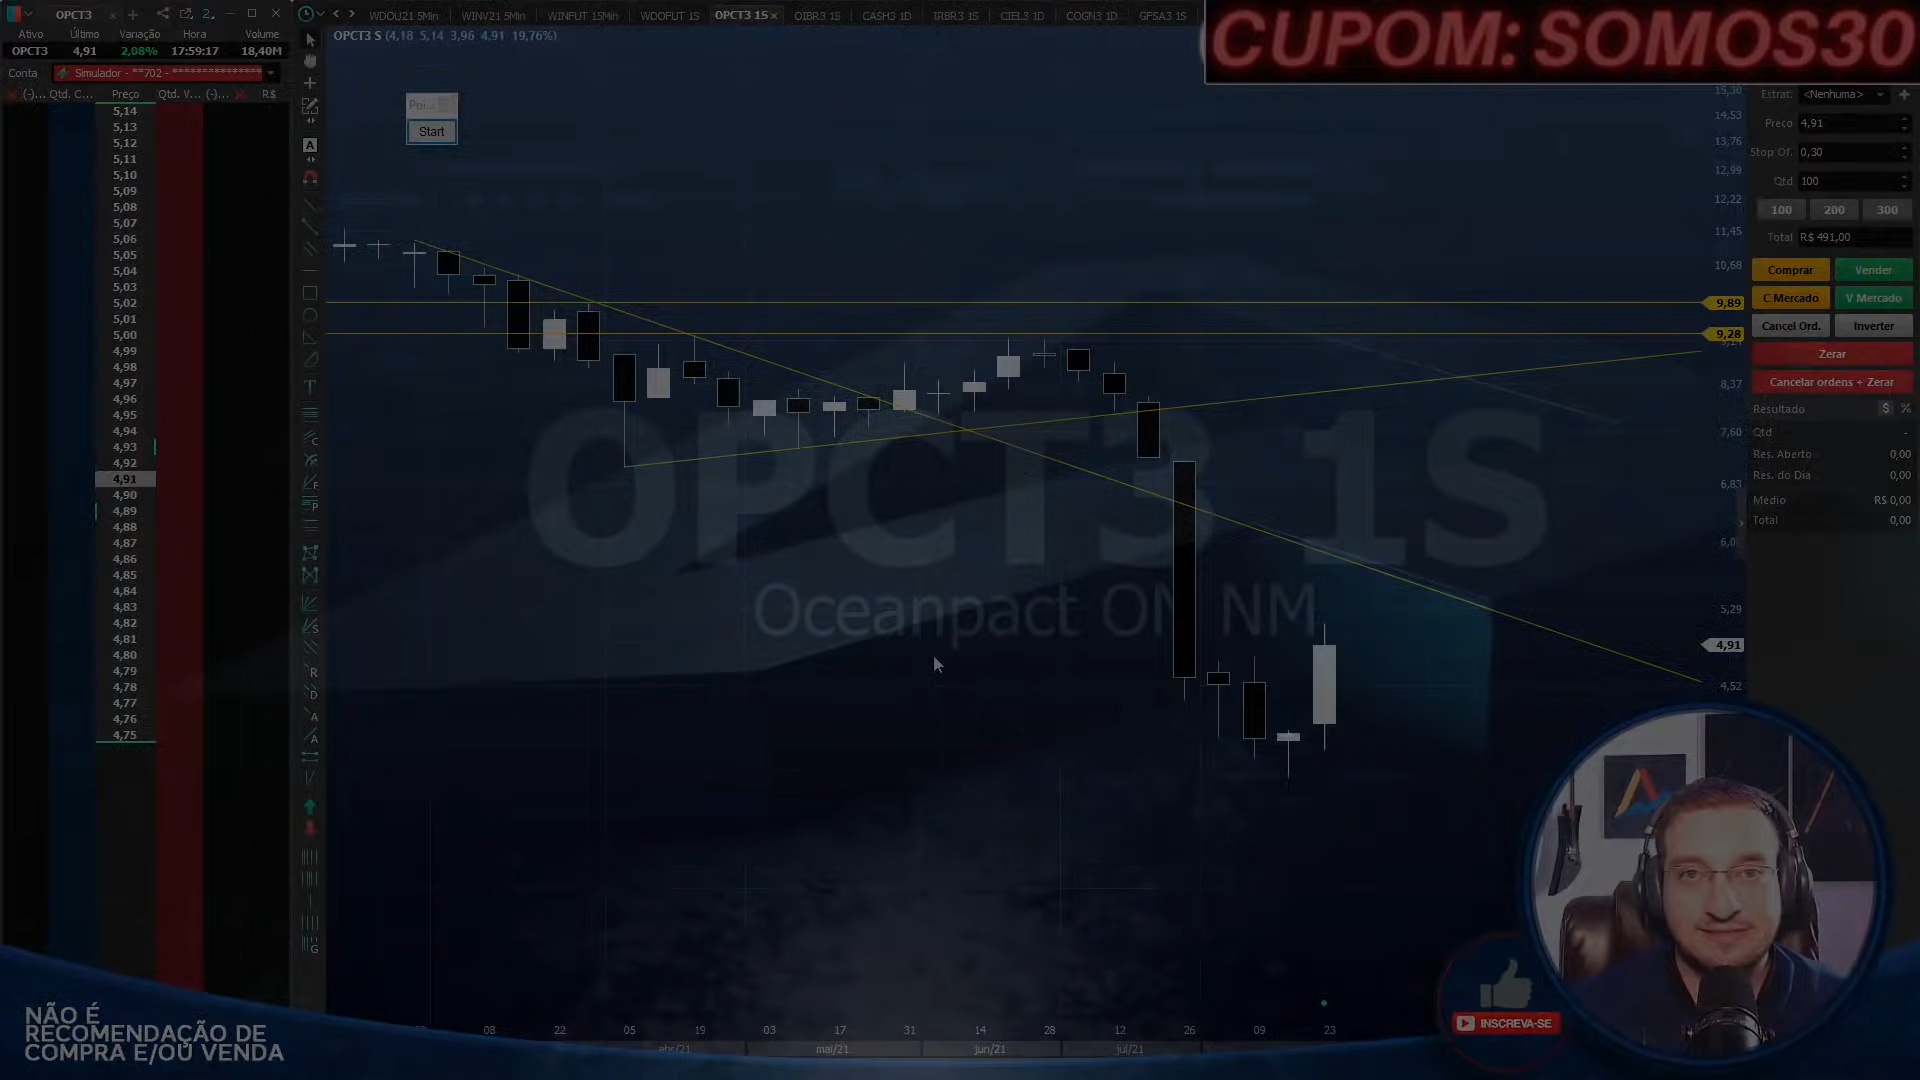 OPCT3
2
WDOU21 5Min
WINV21 5Min
WINFUT 15Min
WDOFUT 1S
OPCT3 1S
OIBR3 1S
CASH3 1D
IRBR3 1S
CIEL3 1D
COGN3 1D
GFSA3 1S
CUPOM: SOMOS30
Ativo Último Variação Hora Volume
OPCT3 4,91 2,08% 17:59:17 18,40M
OPCT3 S (4,18 5,14 3,96 4,91 19,76%)
Conta Simulador - **702 - ****************
(-)... Qtd. C... Preço Qtd. V... (-)... R$
5,14
5,13
5,12
5,11
5,10
5,09
5,08
5,07
5,06
5,05
5,04
5,03
5,02
5,01
5,00
4,99
4,98
4,97
4,96
4,95
4,94
4,93
4,92
4,91
4,90
4,89
4,88
4,87
4,86
4,85
4,84
4,83
4,82
4,81
4,80
4,79
4,78
4,77
4,76
4,75
Start
OPCT3 1S
Oceanpact ON NM
15,30
14,53
13,76
12,99
12,22
11,45
10,68
9,89
9,28
8,37
7,60
6,83
5,29
4,91
4,52
Estrat: <Nenhuma>
Preço 4,91
Stop Of. 0,30
Qtd 100
100 200 300
Total R$ 491,00
Comprar Vender
C Mercado V Mercado
Cancel Ord. Inverter
Zerar
Cancelar ordens + Zerar
Resultado $ %
Qtd -
Res. Aberto 0,00
Res. do Dia 0,00
Médio R$ 0,00
Total 0,00
08 22 05 19 03 17 31 14 28 12 26 09 23
abr/21 mai/21 jun/21 jul/21
INSCREVA-SE
NÃO É
RECOMENDAÇÃO DE
COMPRA E/OU VENDA